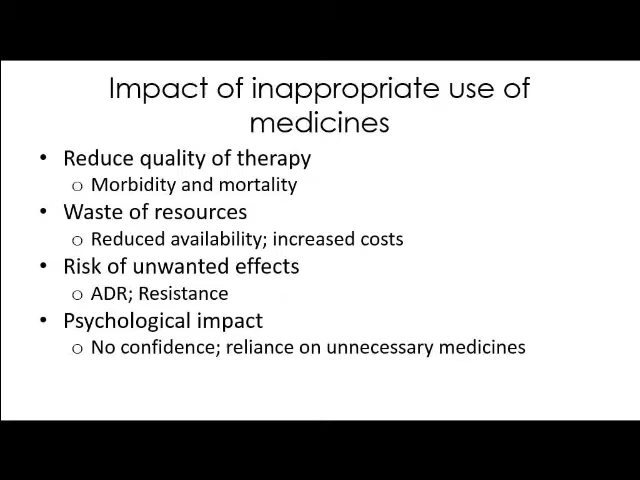 Impact of inappropriate use of
medicines
• Reduce quality of therapy
o Morbidity and mortality
• Waste of resources
o Reduced availability; increased costs
• Risk of unwanted effects
o ADR; Resistance
• Psychological impact
o No confidence; reliance on unnecessary medicines